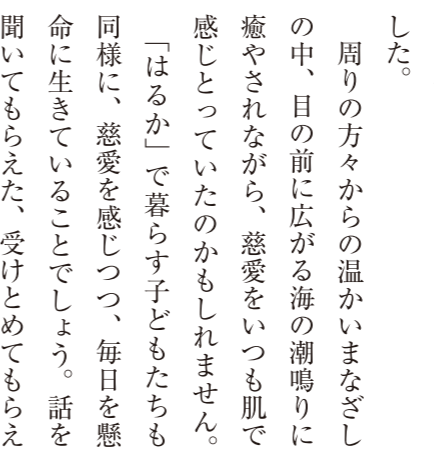 した。
　周りの方々からの温かいまなざし
の中、目の前に広がる海の潮鳴りに
癒やされながら、慈愛をいつも肌で
感じとっていたのかもしれません。
　「はるか」で暮らす子どもたちも
同様に、慈愛を感じつつ、毎日を懸
命に生きていることでしょう。話を
聞いてもらえた、受けとめてもらえ